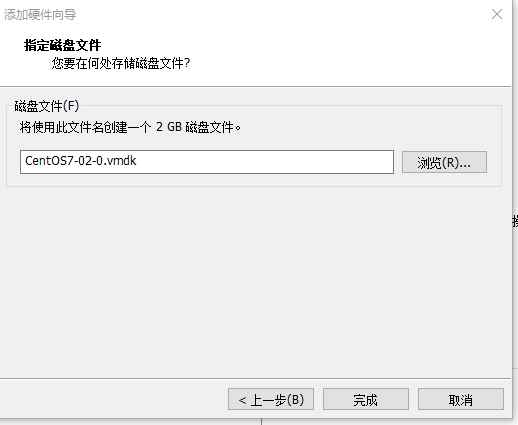 添加硬件向导
指定磁盘文件
您要在何处存储磁盘文件?
磁盘文件(F)
将使用此文件名创建一个 2 GB 磁盘文件。
CentOS7-02-0.vmdk
浏览(R)...
< 上一步(B)
完成
取消